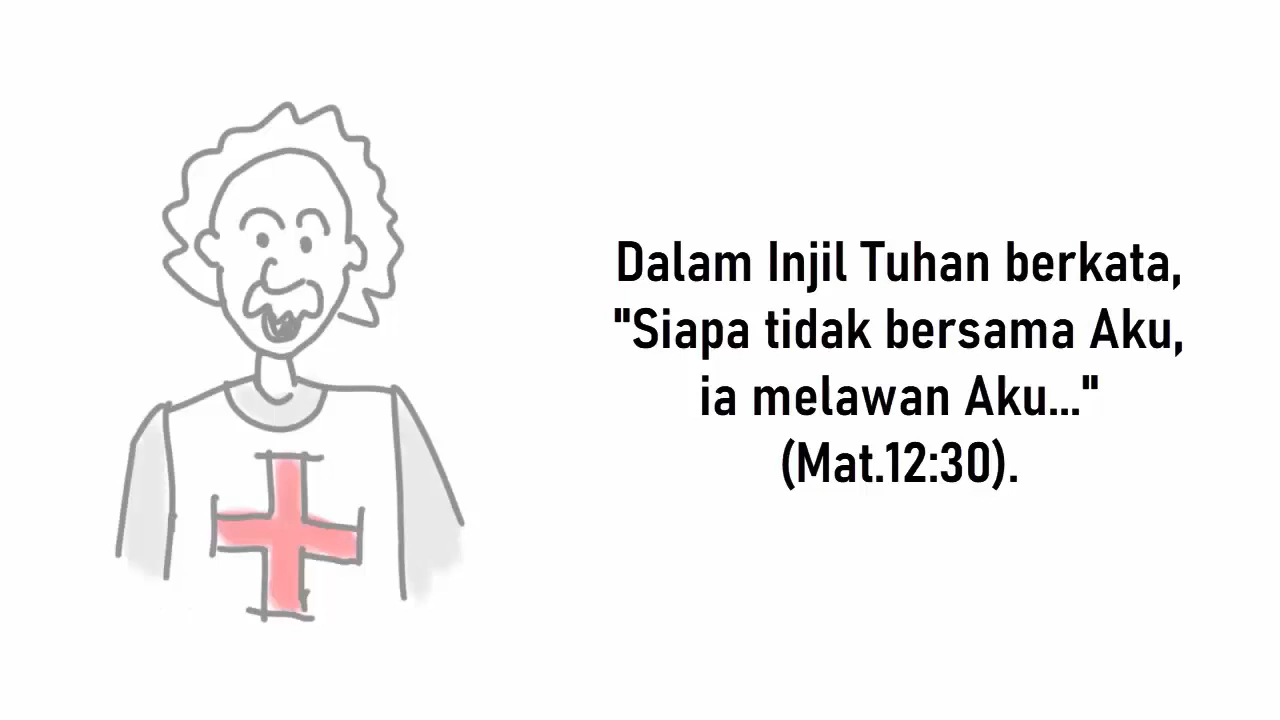 Dalam Injil Tuhan berkata,
"Siapa tidak bersama Aku,
ia melawan Aku..."
(Mat.12:30).